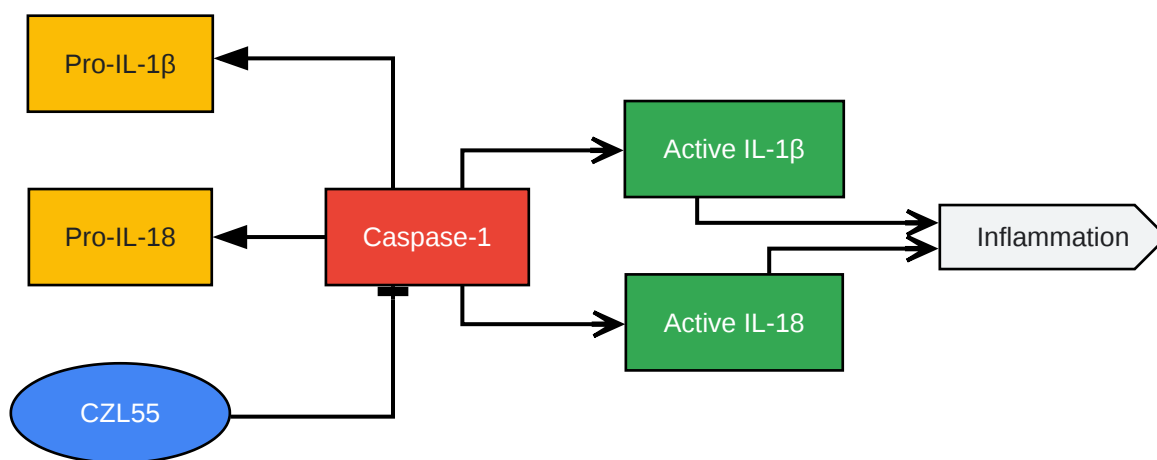 Pro-IL-1β
Active IL-1β
Pro-IL-18
Caspase-1
Inflammation
Active IL-18
CZL55